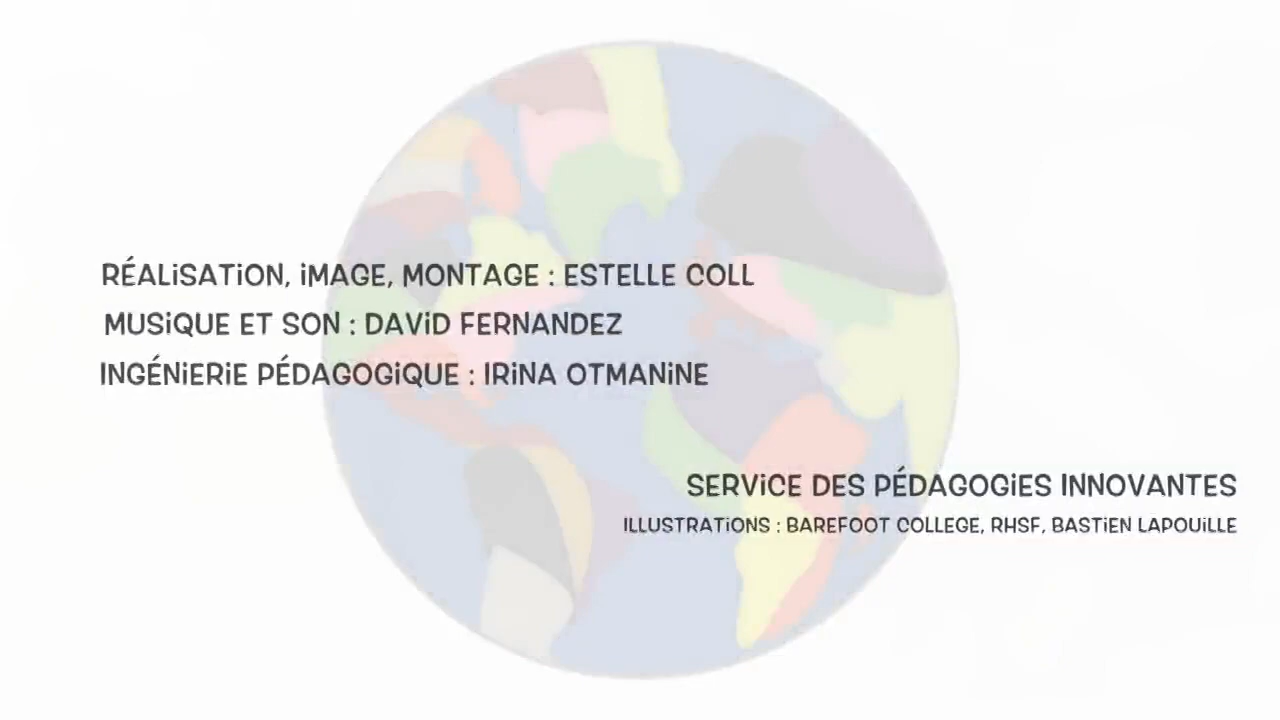 RÉALiSATiON, iMAGE, MONTAGE : ESTELLE COLL
MUSiQUE ET SON : DAViD FERNANDEZ
INGÉNiERiE PÉDAGOGiQUE : IRiNA OTMANiNE
SERViCE DES PÉDAGOGiES INNOVANTES
ILLUSTRATiONS : BAREFOOT COLLEGE, RHSF, BASTiEN LAPOUiLLE